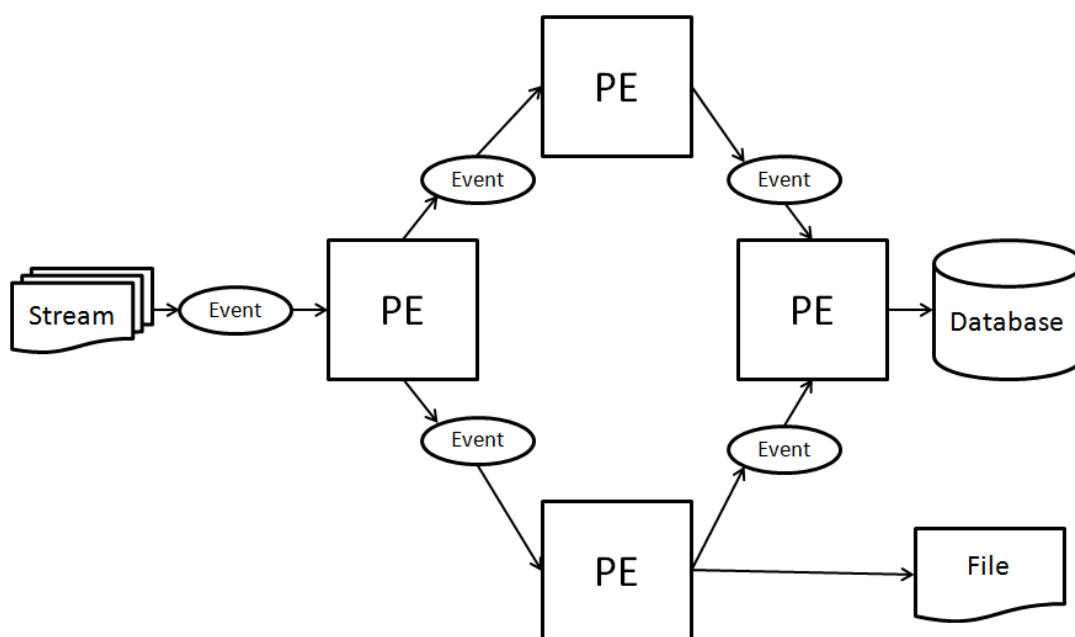 PE
Event
Event
Stream
Event
PE
PE
Database
Event
Event
PE
File